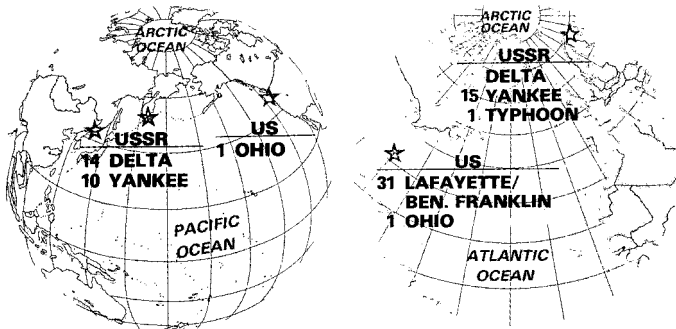 ARCTIC
OCEAN
USSR
14 DELTA
10 YANKEE
US
1 OHIO
PACIFIC
OCEAN
ARCTIC
OCEAN
USSR
DELTA
15 YANKEE
1 TYPHOON
US
31 LAFAYETTE/
BEN. FRANKLIN
1 OHIO
ATLANTIC
OCEAN